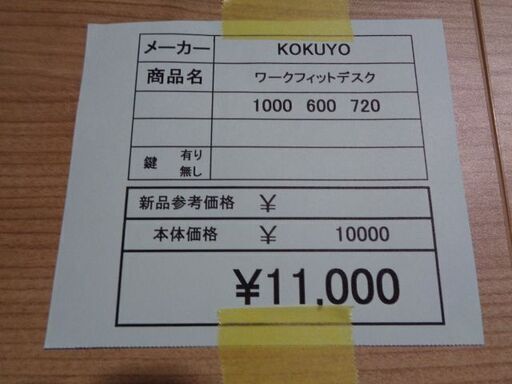 メーカー KOKUYO
商品名 ワークフィットデスク
1000 600 720
鍵 有り 無し
新品参考価格 ¥
本体価格 ¥ 10000
¥11,000